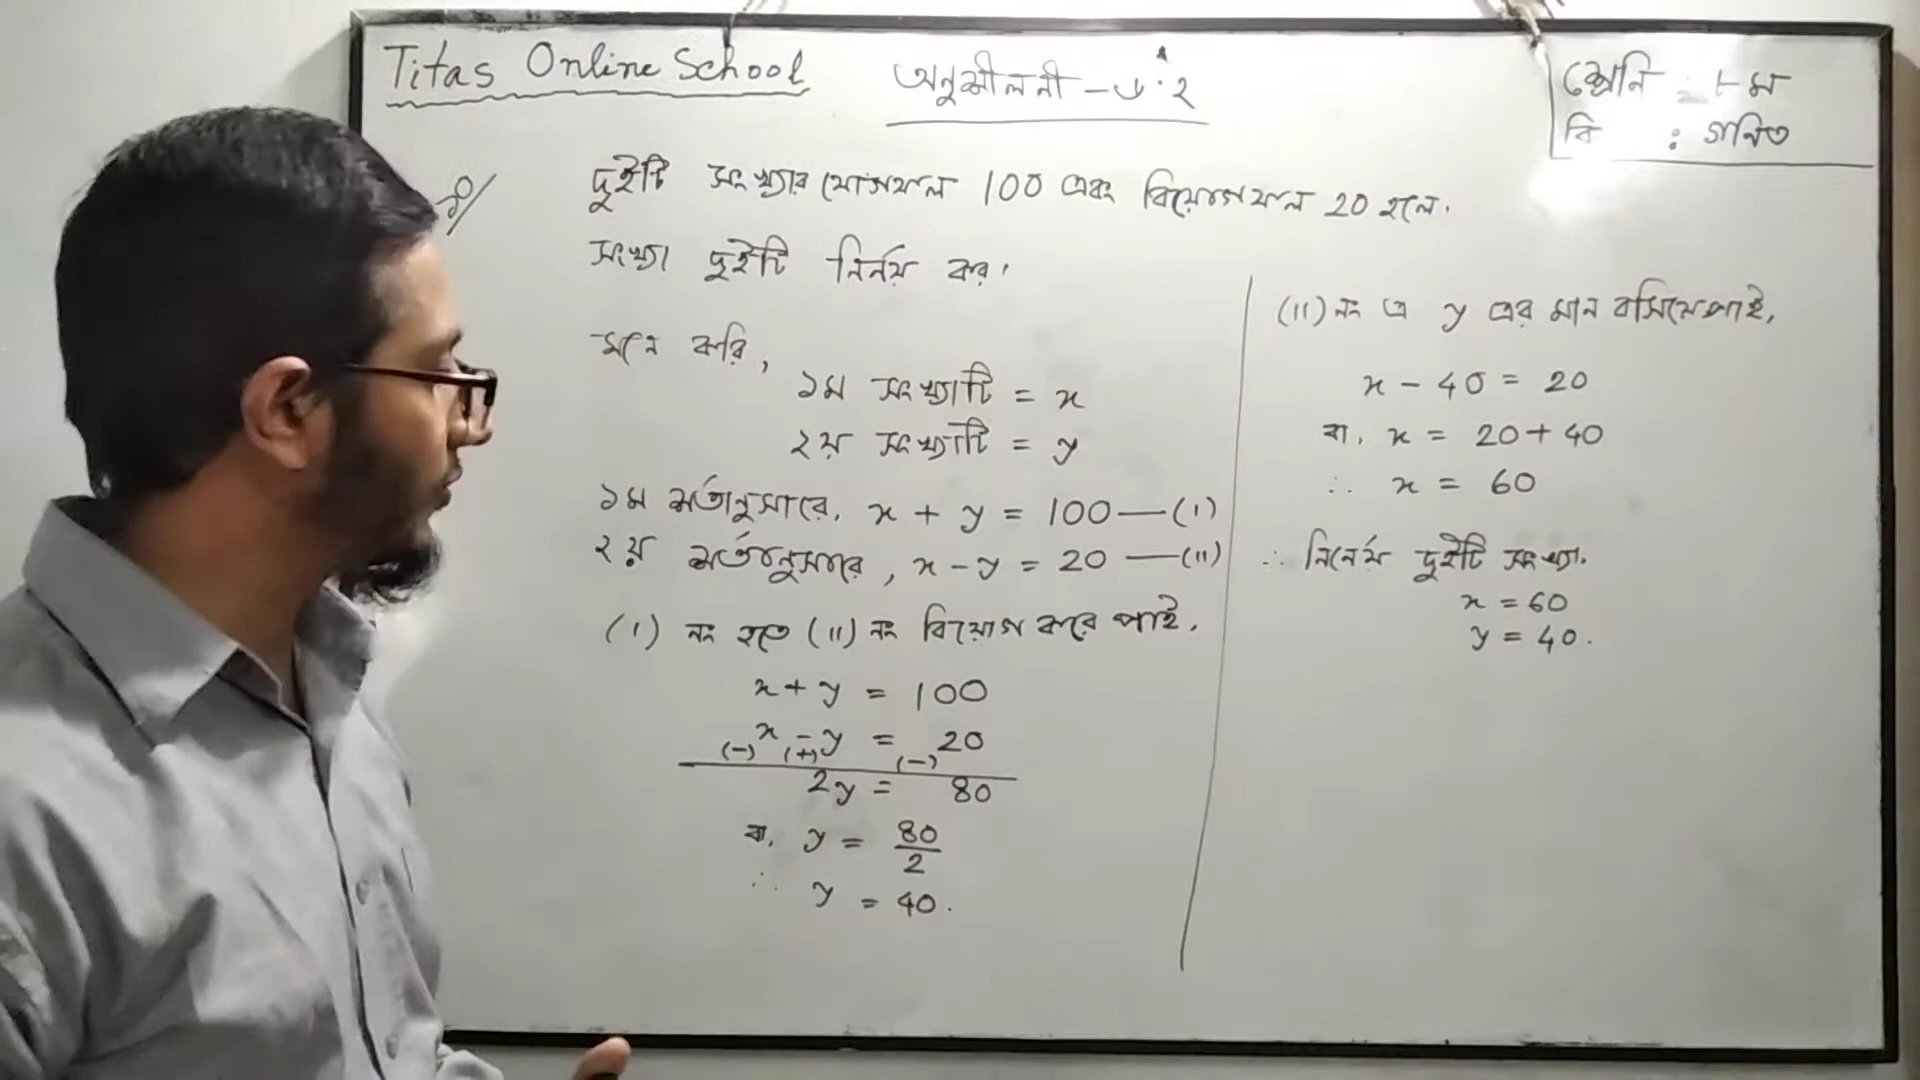 Titas Online School
অনুশীলনী – ৬.২
শ্রেনি : ৮ম
বি : গনিত
দুইটি সংখ্যার যোগফল 100 এবং বিয়োগফল 20 হলে.
সংখ্যা দুইটি নির্নয় কর।
মনে করি,
১ম সংখ্যাটি = x
২য় সংখ্যাটি = y
১ম শর্তানুসারে, x + y = 100 — (I)
২য় শর্তানুসারে, x - y = 20 — (II)
(I) নং হতে (II) নং বিয়োগ করে পাই.
x + y = 100
x - y = 20
(-) (+) (-)
2y = 80
বা, y = 80/2
∴ y = 40.
(II) নং এ y এর মান বসিয়ে পাই,
x - 40 = 20
বা, x = 20 + 40
∴ x = 60
∴ নির্নেয় দুইটি সংখ্যা.
x = 60
y = 40.